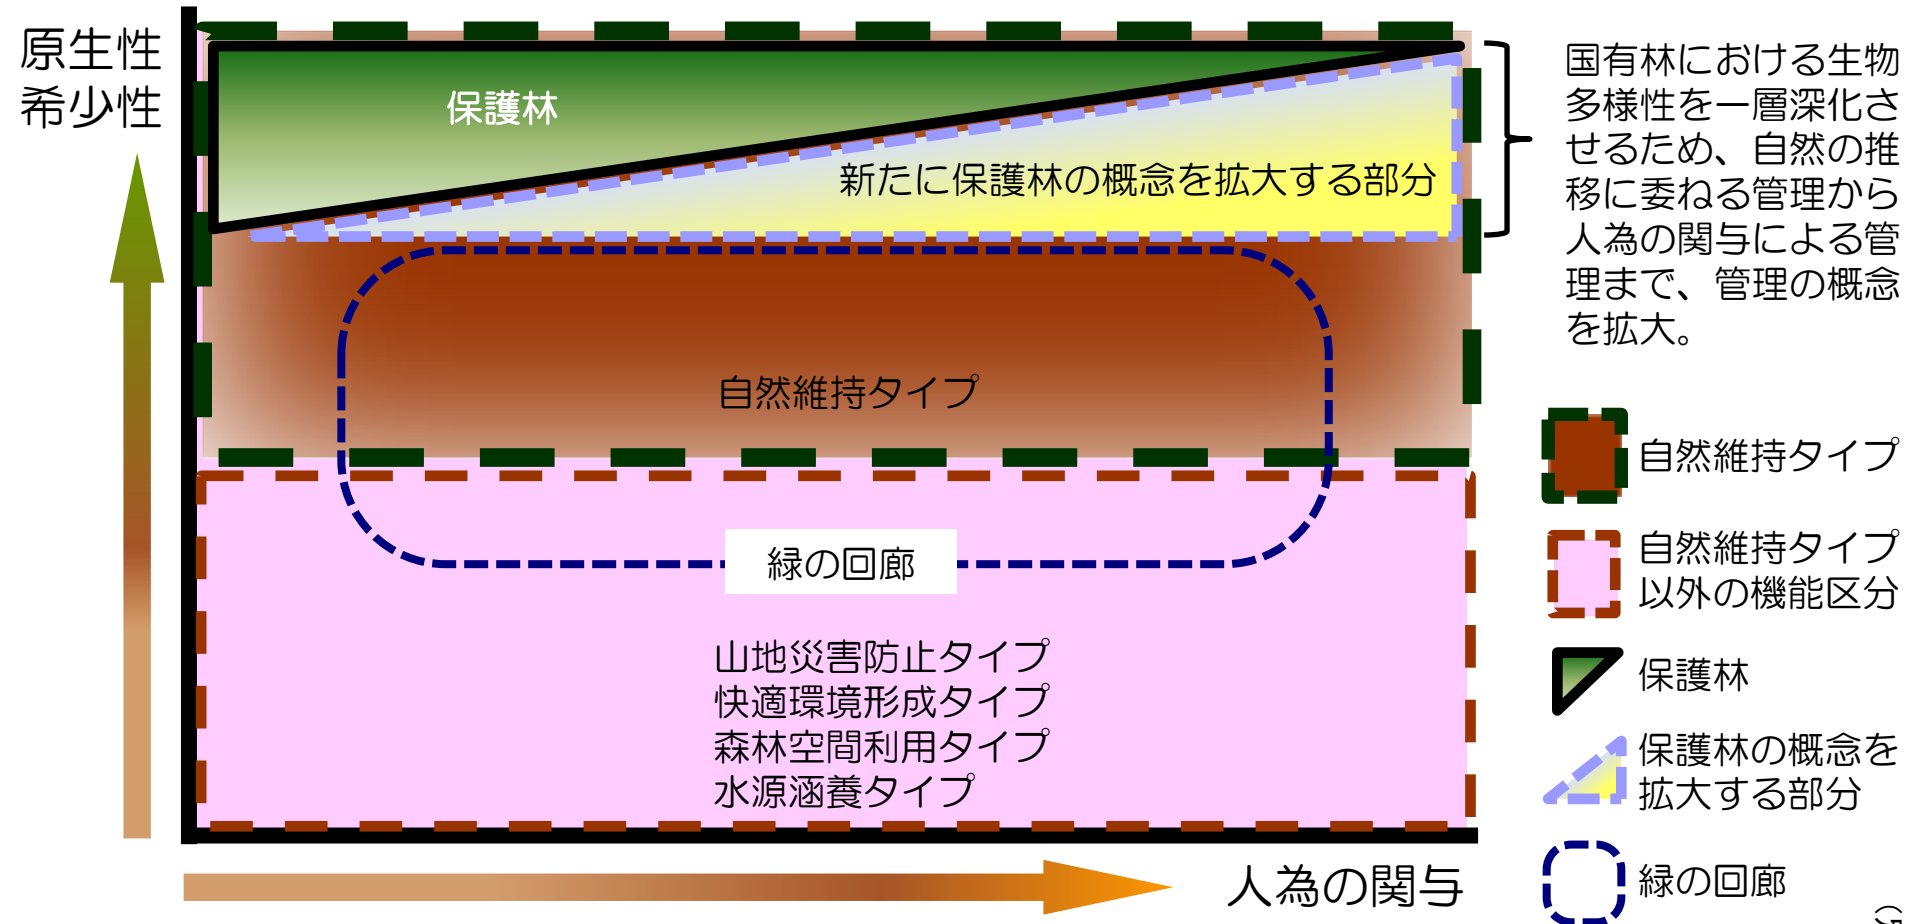 原生性
希少性
保護林
新たに保護林の概念を拡大する部分
自然維持タイプ
緑の回廊
山地災害防止タイプ
快適環境形成タイプ
森林空間利用タイプ
水源涵養タイプ
人為の関与
国有林における生物
多様性を一層深化さ
せるため、自然の推
移に委ねる管理から
人為の関与による管
理まで、管理の概念
を拡大。
自然維持タイプ
自然維持タイプ
以外の機能区分
保護林
保護林の概念を
拡大する部分
緑の回廊